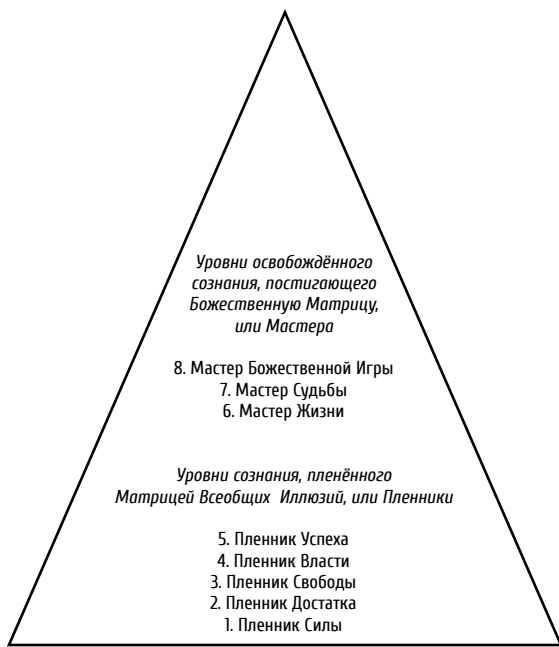 Уровни освобождённого
сознания, постигающего
Божественную Матрицу,
или Мастера
8. Мастер Божественной Игры
7. Мастер Судьбы
6. Мастер Жизни
Уровни сознания, пленённого
Матрицей Всеобщих Иллюзий, или Пленники
5. Пленник Успеха
4. Пленник Власти
3. Пленник Свободы
2. Пленник Достатка
1. Пленник Силы